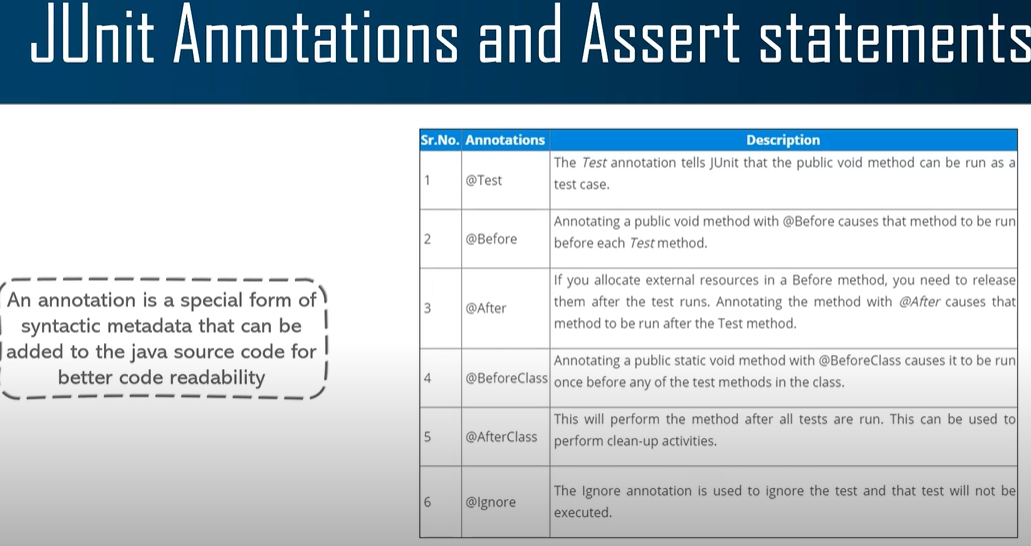 JUnit Annotations and Assert statements
An annotation is a special form of
syntactic metadata that can be
added to the java source code for
better code readability
Sr.No. Annotations Description
1 @Test The Test annotation tells JUnit that the public void method can be run as a
test case.
2 @Before Annotating a public void method with @Before causes that method to be run
before each Test method.
3 @After If you allocate external resources in a Before method, you need to release
them after the test runs. Annotating the method with @After causes that
method to be run after the Test method.
4 @BeforeClass Annotating a public static void method with @BeforeClass causes it to be run
once before any of the test methods in the class.
5 @AfterClass This will perform the method after all tests are run. This can be used to
perform clean-up activities.
6 @Ignore The Ignore annotation is used to ignore the test and that test will not be
executed.